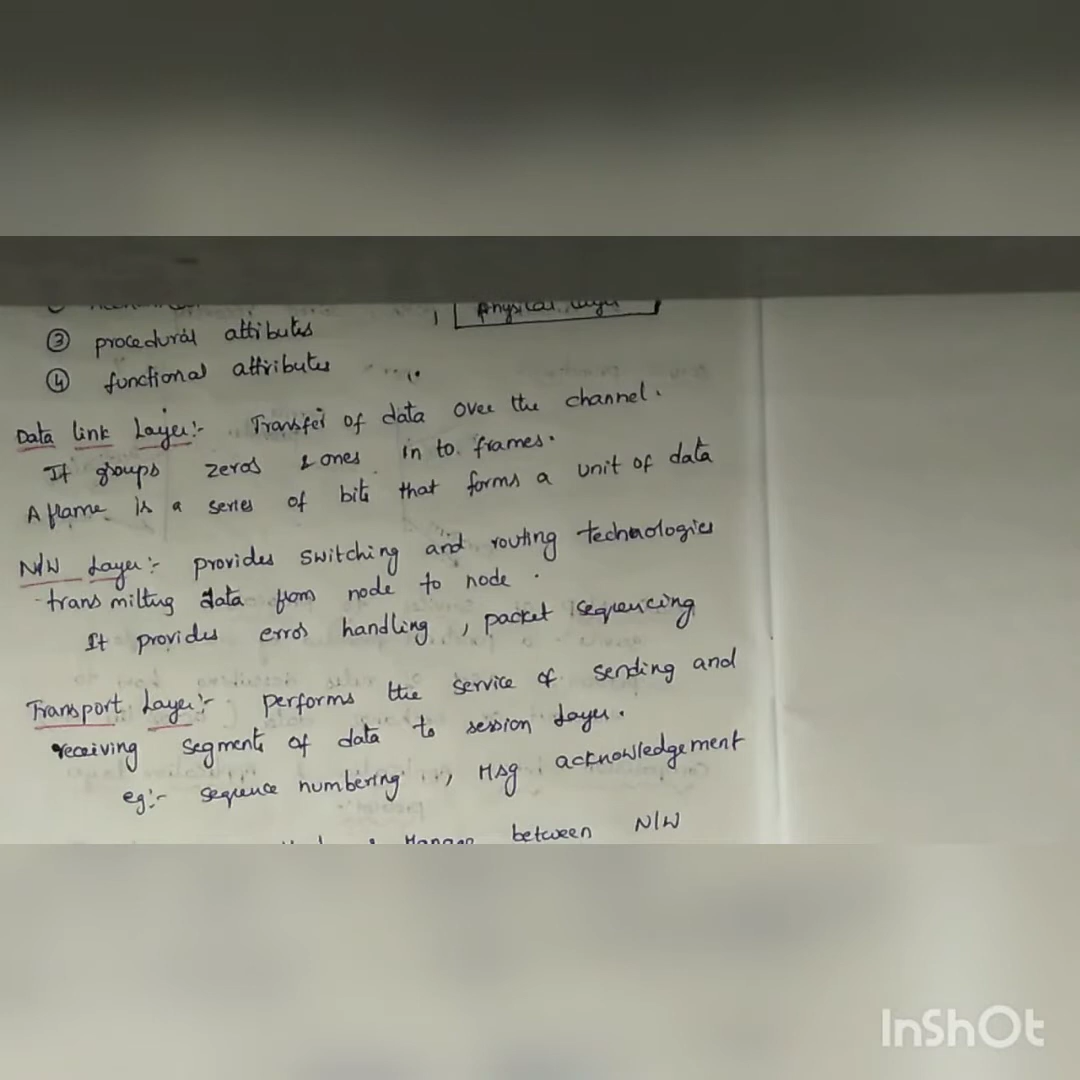 ③ procedural attributes
Physical layer
④ functional attributes
Data link Layer:- Transfer of data over the channel.
It groups zeros & ones in to frames.
A frame is a series of bits that forms a unit of data
N/W Layer:- provides switching and routing technologies
transmitting data from node to node.
It provides error handling, packet sequencing
Transport Layer:- performs the service of sending and
receiving segments of data to session layer.
eg:- sequence numbering, Msg acknowledgement
between N/W
InShOt